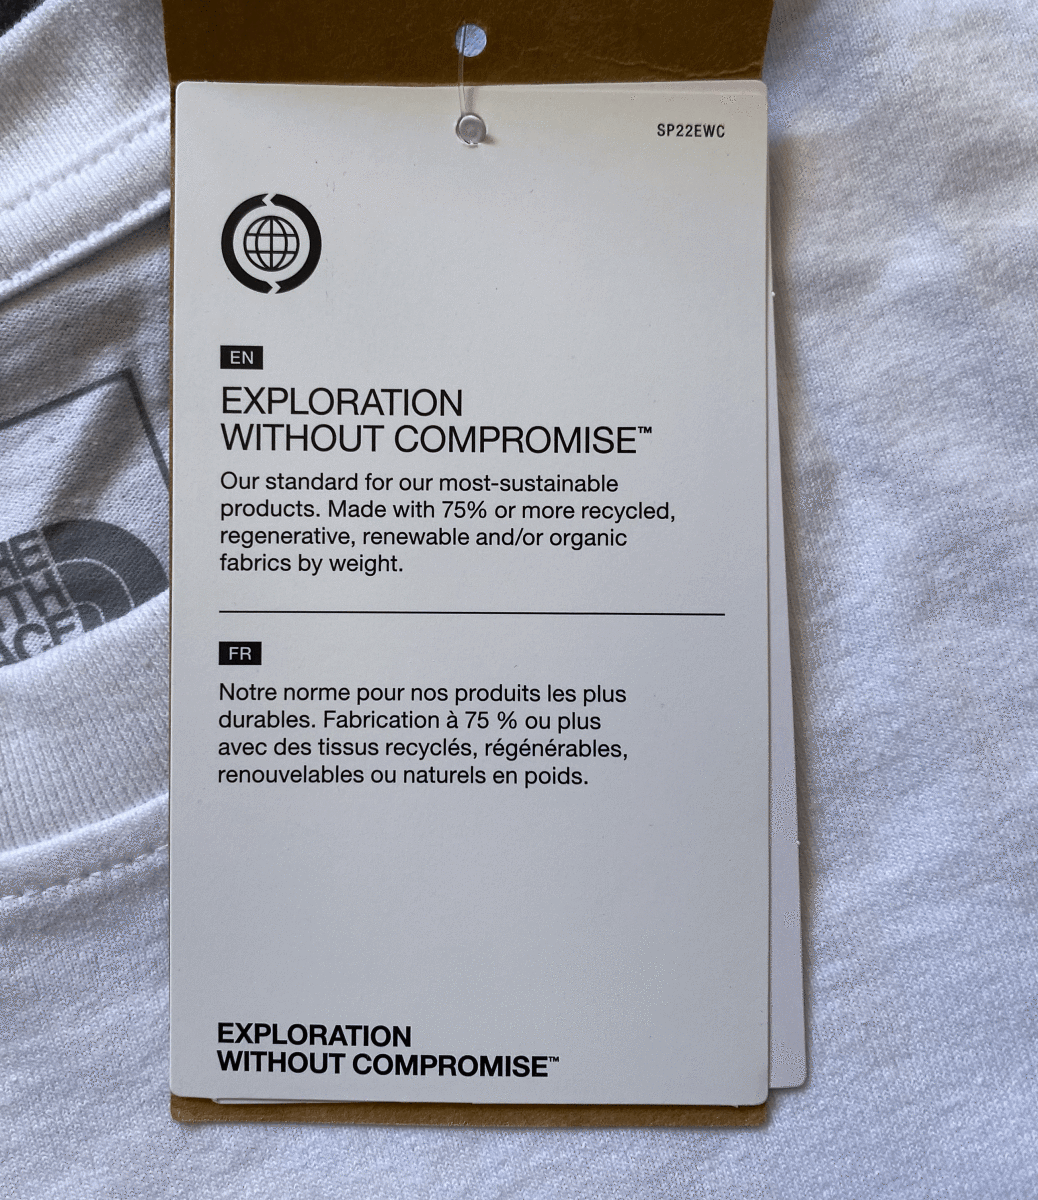 SP22EWC
EN
EXPLORATION
WITHOUT COMPROMISE™
Our standard for our most-sustainable
products. Made with 75% or more recycled,
regenerative, renewable and/or organic
fabrics by weight.
FR
Notre norme pour nos produits les plus
durables. Fabrication à 75 % ou plus
avec des tissus recyclés, régénérables,
renouvelables ou naturels en poids.
EXPLORATION
WITHOUT COMPROMISE™